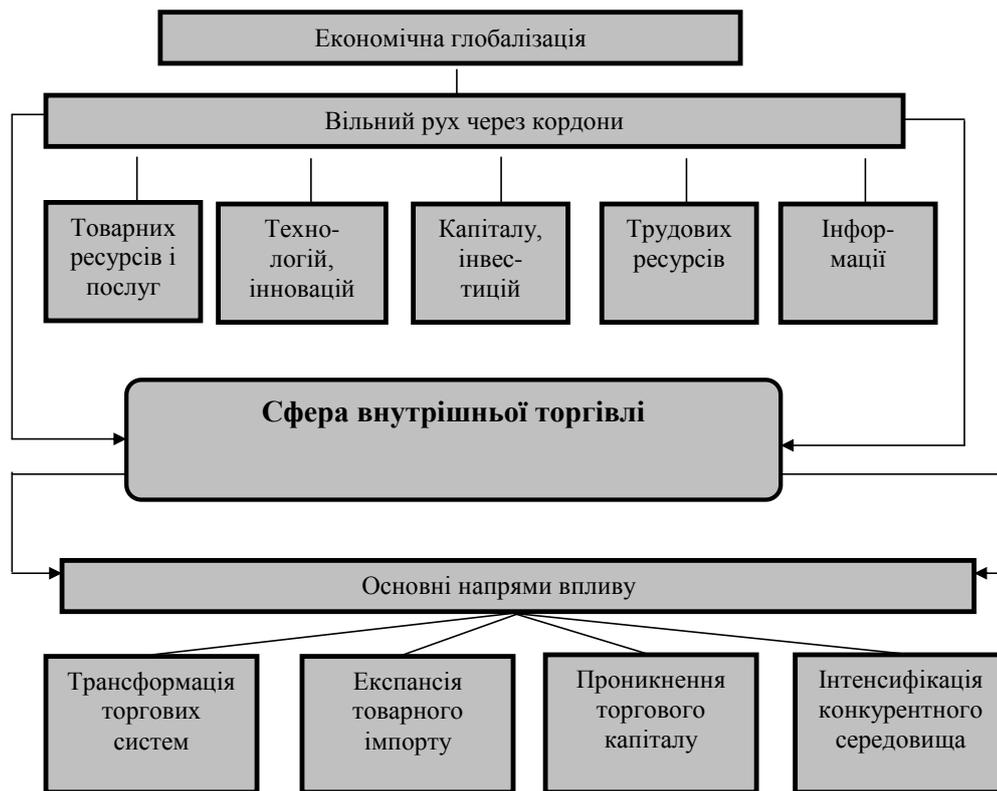 Економічна глобалізація
Вільний рух через кордони
Товарних
ресурсів і
послуг
Техно-
логій,
інновацій
Капіталу,
інвес-
тицій
Трудових
ресурсів
Інфор-
мації
Сфера внутрішньої торгівлі
Основні напрями впливу
Трансформація
торгових
систем
Експансія
товарного
імпорту
Проникнення
торгового
капіталу
Інтенсифікація
конкурентного
середовища